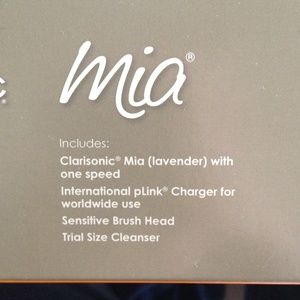 mia®
Includes:
Clarisonic® Mia (lavender) with
one speed
International pLink® Charger for
worldwide use
Sensitive Brush Head
Trial Size Cleanser